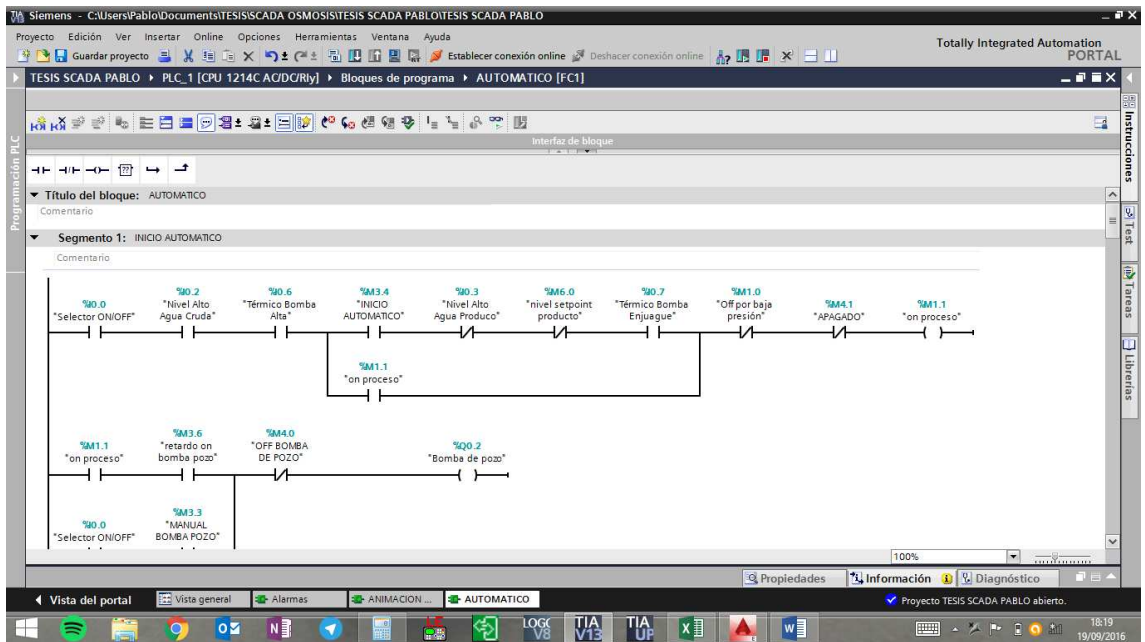 Siemens - C:\Users\Pablo\Documents\TESIS\SCADA OSMOSIS\TESIS SCADA PABLO\TESIS SCADA PABLO
Proyecto Edición Ver Insertar Online Opciones Herramientas Ventana Ayuda
Guardar proyecto Establecer conexión online Deshacer conexión online
Totally Integrated Automation
PORTAL
TESIS SCADA PABLO PLC_1 [CPU 1214C AC/DC/Rly] Bloques de programa AUTOMATICO [FC1]
Interfaz de bloque
Programación PLC
Instrucciones
Test
Tareas
Librerías
Título del bloque: AUTOMATICO
Comentario
Segmento 1: INICIO AUTOMATICO
Comentario
%I0.0
"Selector ON/OFF"
%I0.2
"Nivel Alto
Agua Cruda"
%I0.6
"Térmico Bomba
Alta"
%M3.4
"INICIO
AUTOMATICO"
%I0.3
"Nivel Alto
Agua Produco"
%M6.0
"nivel setpoint
producto"
%I0.7
"Térmico Bomba
Enjuague"
%M1.0
"Off por baja
presión"
%M4.1
"APAGADO"
%M1.1
"on proceso"
%M1.1
"on proceso"
%M1.1
"on proceso"
%M3.6
"retardo on
bomba pozo"
%M4.0
"OFF BOMBA
DE POZO"
%Q0.2
"Bomba de pozo"
%I0.0
"Selector ON/OFF"
%M3.3
"MANUAL
BOMBA POZO"
100%
Propiedades Información Diagnóstico
Vista del portal Vista general Alarmas ANIMACION ... AUTOMATICO
Proyecto TESIS SCADA PABLO abierto.
LOGO V8 TIA V13 TIA UP
18:19
19/09/2016